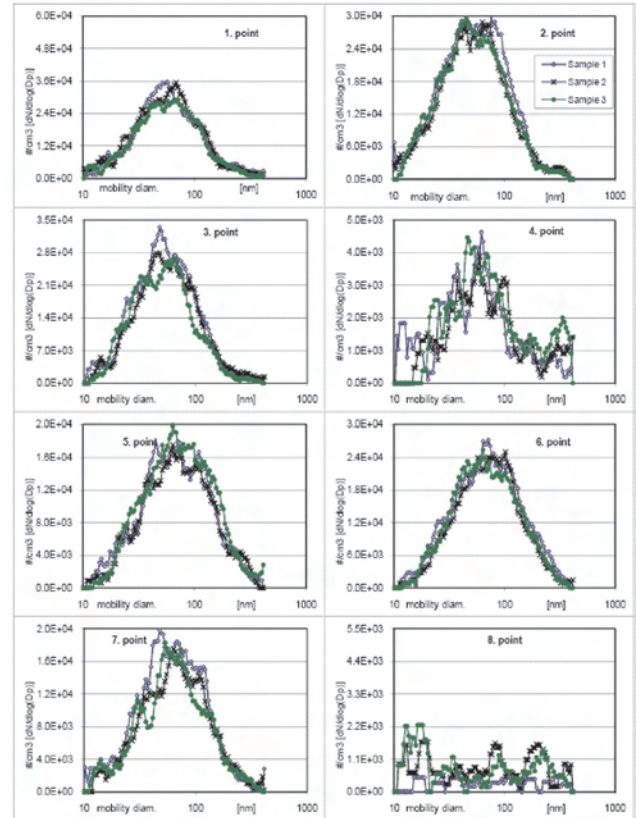 6.0E+04
1. point
4.8E+04
3.6E+04
2.4E+04
1.2E+04
0.0E+00
#/cm3 [dN/dlog(Dp)]
10 mobility diam. 100 [nm] 1000
3.0E+04
2. point
2.4E+04
Sample 1
Sample 2
Sample 3
1.8E+04
1.2E+04
6.0E+03
0.0E+00
#/cm3 [dN/dlog(Dp)]
10 mobility diam. 100 [nm] 1000
3.5E+04
3. point
2.8E+04
2.1E+04
1.4E+04
7.0E+03
0.0E+00
#/cm3 [dN/dlog(Dp)]
10 mobility diam. 100 [nm] 1000
5.0E+03
4. point
4.0E+03
3.0E+03
2.0E+03
1.0E+03
0.0E+00
#/cm3 [dN/dlog(Dp)]
10 mobility diam. 100 [nm] 1000
2.0E+04
5. point
1.6E+04
1.2E+04
8.0E+03
4.0E+03
0.0E+00
#/cm3 [dN/dlog(Dp)]
10 mobility diam. 100 [nm] 1000
3.0E+04
6. point
2.4E+04
1.8E+04
1.2E+04
6.0E+03
0.0E+00
#/cm3 [dN/dlog(Dp)]
10 mobility diam. 100 [nm] 1000
2.0E+04
7. point
1.6E+04
1.2E+04
8.0E+03
4.0E+03
0.0E+00
#/cm3 [dN/dlog(Dp)]
10 mobility diam. 100 [nm] 1000
5.5E+03
8. point
4.4E+03
3.3E+03
2.2E+03
1.1E+03
0.0E+00
#/cm3 [dN/dlog(Dp)]
10 mobility diam. 100 [nm] 1000